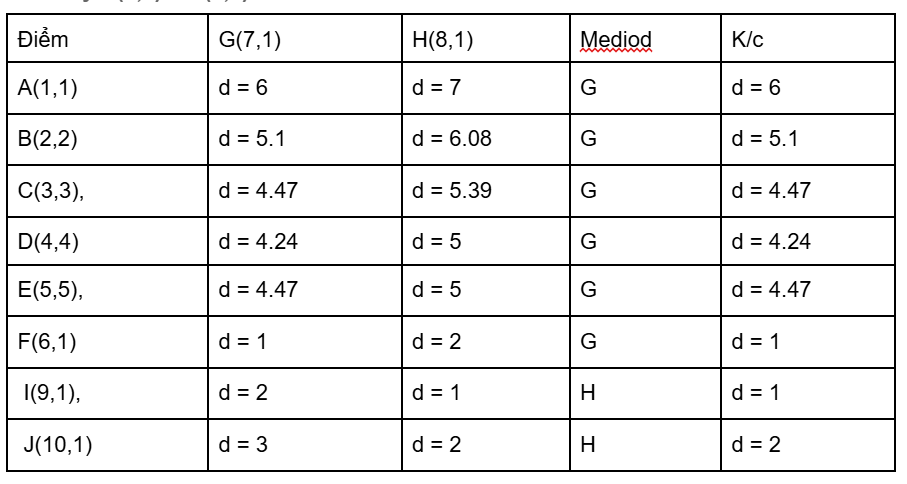 Điểm G(7,1) H(8,1) Mediod K/c
A(1,1) d = 6 d = 7 G d = 6
B(2,2) d = 5.1 d = 6.08 G d = 5.1
C(3,3), d = 4.47 d = 5.39 G d = 4.47
D(4,4) d = 4.24 d = 5 G d = 4.24
E(5,5), d = 4.47 d = 5 G d = 4.47
F(6,1) d = 1 d = 2 G d = 1
I(9,1), d = 2 d = 1 H d = 1
J(10,1) d = 3 d = 2 H d = 2